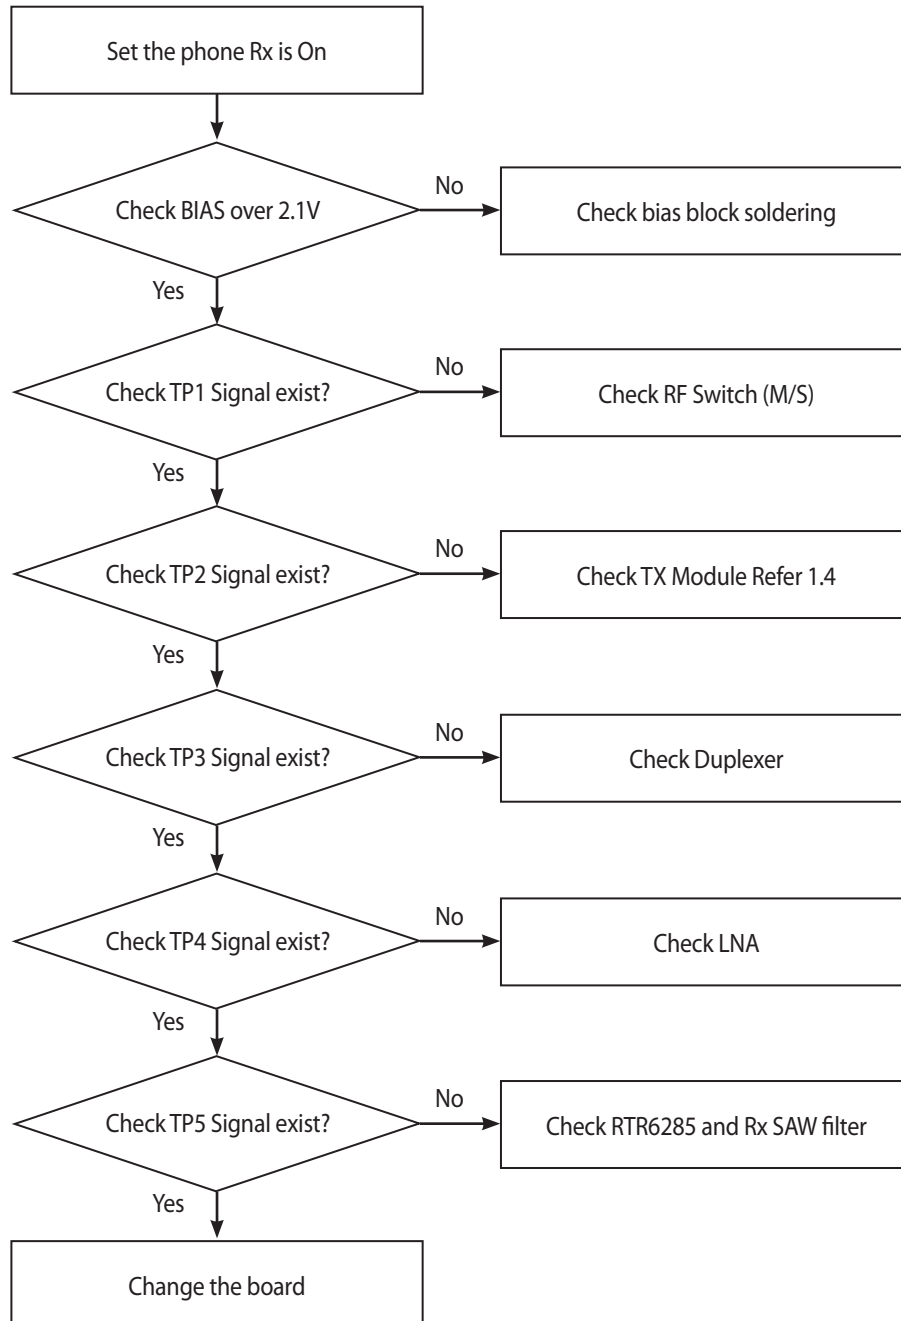 Set the phone Rx is On
Check BIAS over 2.1V
No
Check bias block soldering
Yes
Check TP1 Signal exist?
No
Check RF Switch (M/S)
Yes
Check TP2 Signal exist?
No
Check TX Module Refer 1.4
Yes
Check TP3 Signal exist?
No
Check Duplexer
Yes
Check TP4 Signal exist?
No
Check LNA
Yes
Check TP5 Signal exist?
No
Check RTR6285 and Rx SAW filter
Yes
Change the board